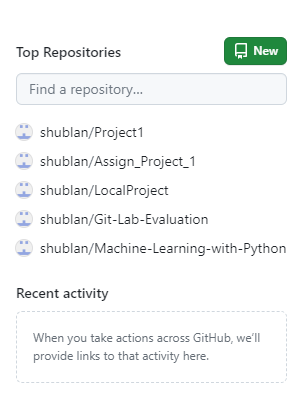 Top Repositories
New
Find a repository...
shublan/Project1
shublan/Assign_Project_1
shublan/LocalProject
shublan/Git-Lab-Evaluation
shublan/Machine-Learning-with-Python
Recent activity
When you take actions across GitHub, we’ll
provide links to that activity here.